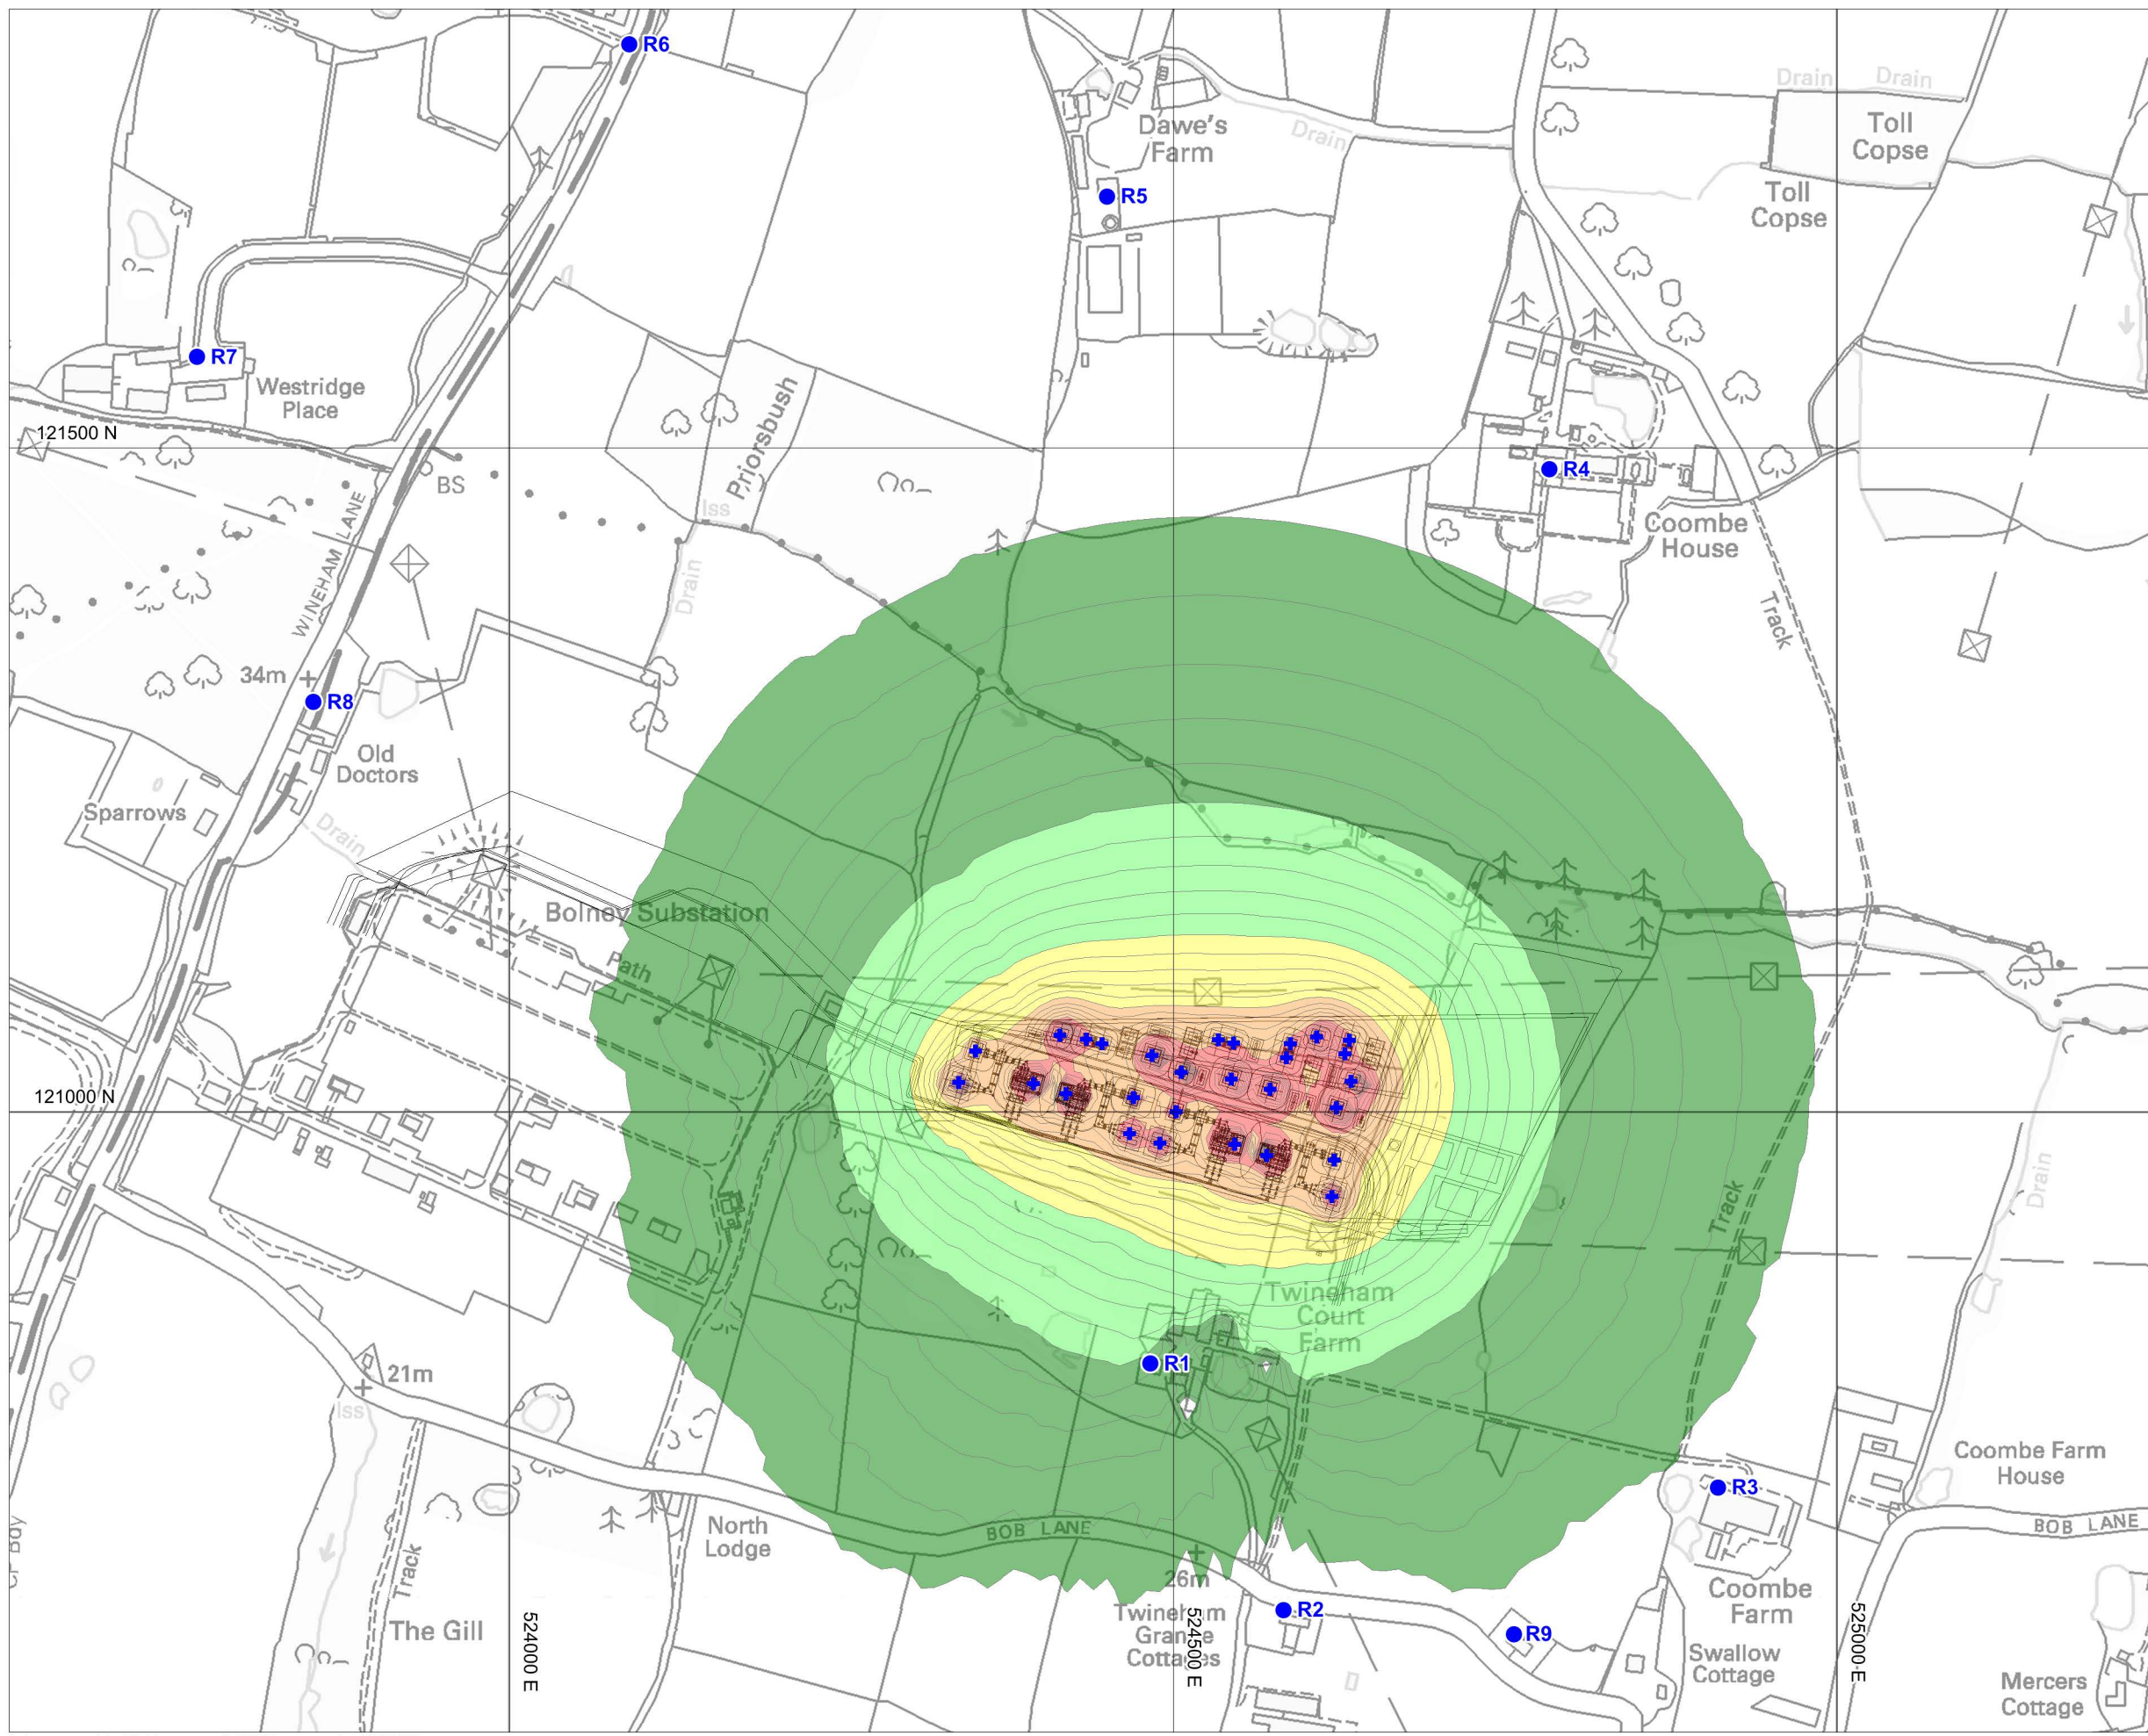 R6
Drain Drain
Dawe's
Farm
Drain
Toll
Copse
R5
Toll
Copse
R7
Westridge
Place
Priorsbush
121500 N
BS
R4
Iss
Coombe
House
WINEHAM LANE
Drain
Track
34m
R8
Old
Doctors
Sparrows
Drain
Bolney Substation
Path
121000 N
Drain
Track
Twineham
Court
Farm
R1
21m
Iss
Coombe Farm
House
R3
BOB LANE
North
Lodge
BOB LANE
Track
26m
Coombe
Farm
R2
Twineham
Grange
Cottages
The Gill
524000 E
524500 E
R9
525000 E
Swallow
Cottage
Mercers
Cottage